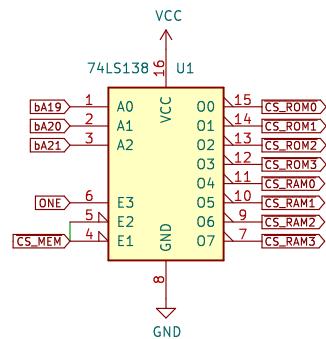 VCC
74LS138 U1
16
VCC
bA19 1 A0 O0 15 CS_ROM0
bA20 2 A1 O1 14 CS_ROM1
bA21 3 A2 O2 13 CS_ROM2
O3 12 CS_ROM3
O4 11 CS_RAM0
ONE 6 E3 O5 10 CS_RAM1
5 E2 O6 9 CS_RAM2
CS_MEM 4 E1 O7 7 CS_RAM3
GND
8
GND